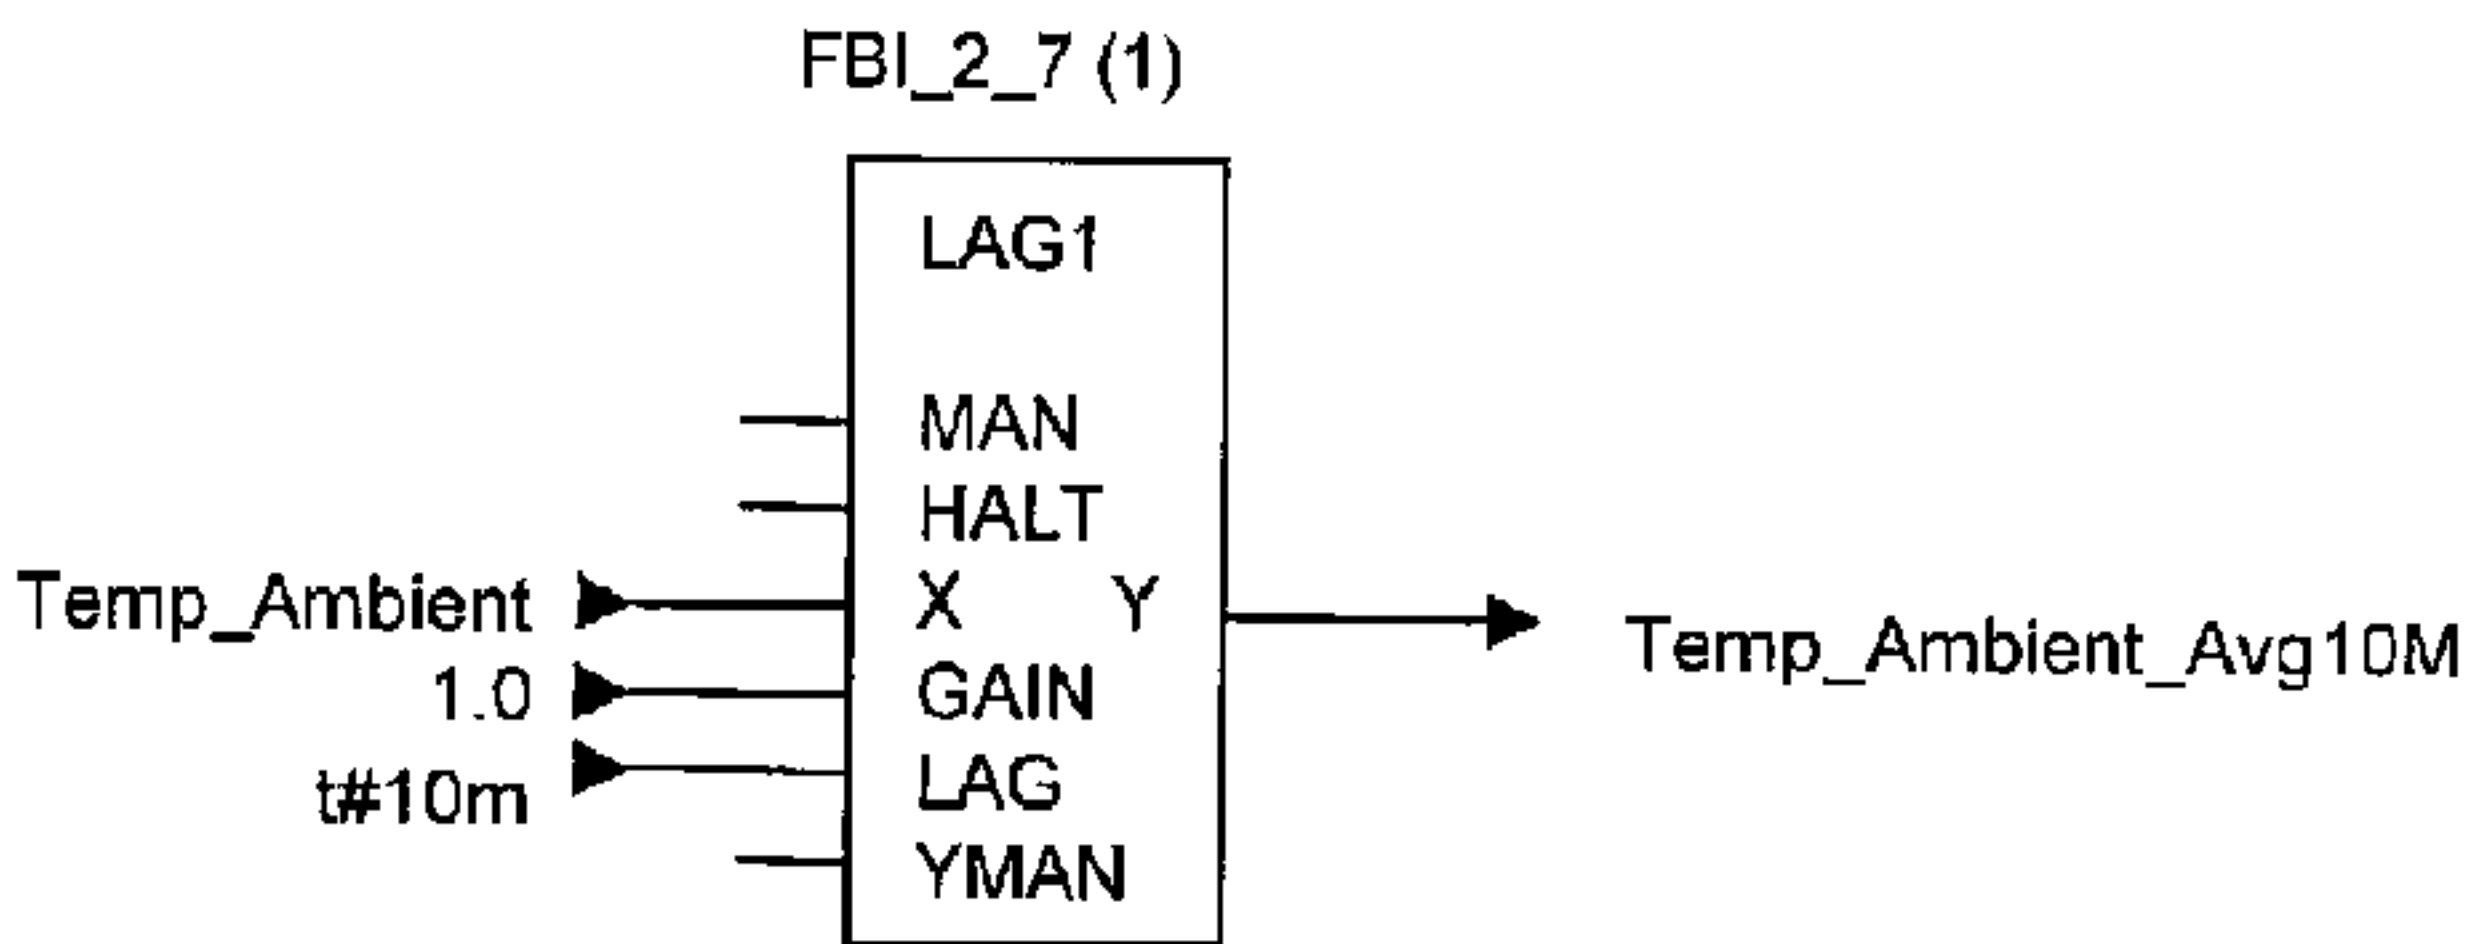 FBI_2_7 (1)
LAG1
MAN
HALT
Temp_Ambient X Y Temp_Ambient_Avg10M
1.0 GAIN
t#10m LAG
YMAN